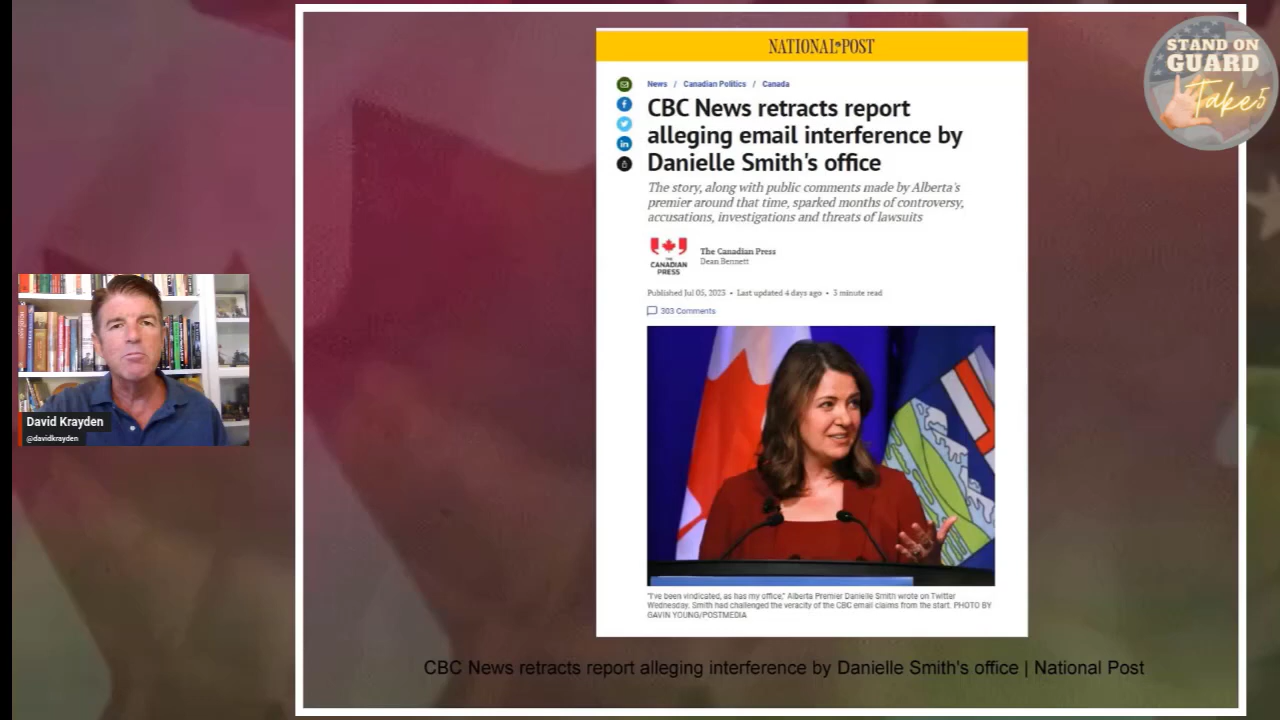 NATIONAL POST
STAND ON
GUARD
Take5
News / Canadian Politics / Canada
CBC News retracts report
alleging email interference by
Danielle Smith's office
The story, along with public comments made by Alberta's
premier around that time, sparked months of controversy,
accusations, investigations and threats of lawsuits
THE
CANADIAN
PRESS
The Canadian Press
Dean Bennett
Published Jul 05, 2023 • Last updated 4 days ago • 3 minute read
303 Comments
"I've been vindicated, as has my office," Alberta Premier Danielle Smith wrote on Twitter
Wednesday. Smith had challenged the veracity of the CBC email claims from the start. PHOTO BY
GAVIN YOUNG/POSTMEDIA
David Krayden
@davidkrayden
CBC News retracts report alleging interference by Danielle Smith's office | National Post